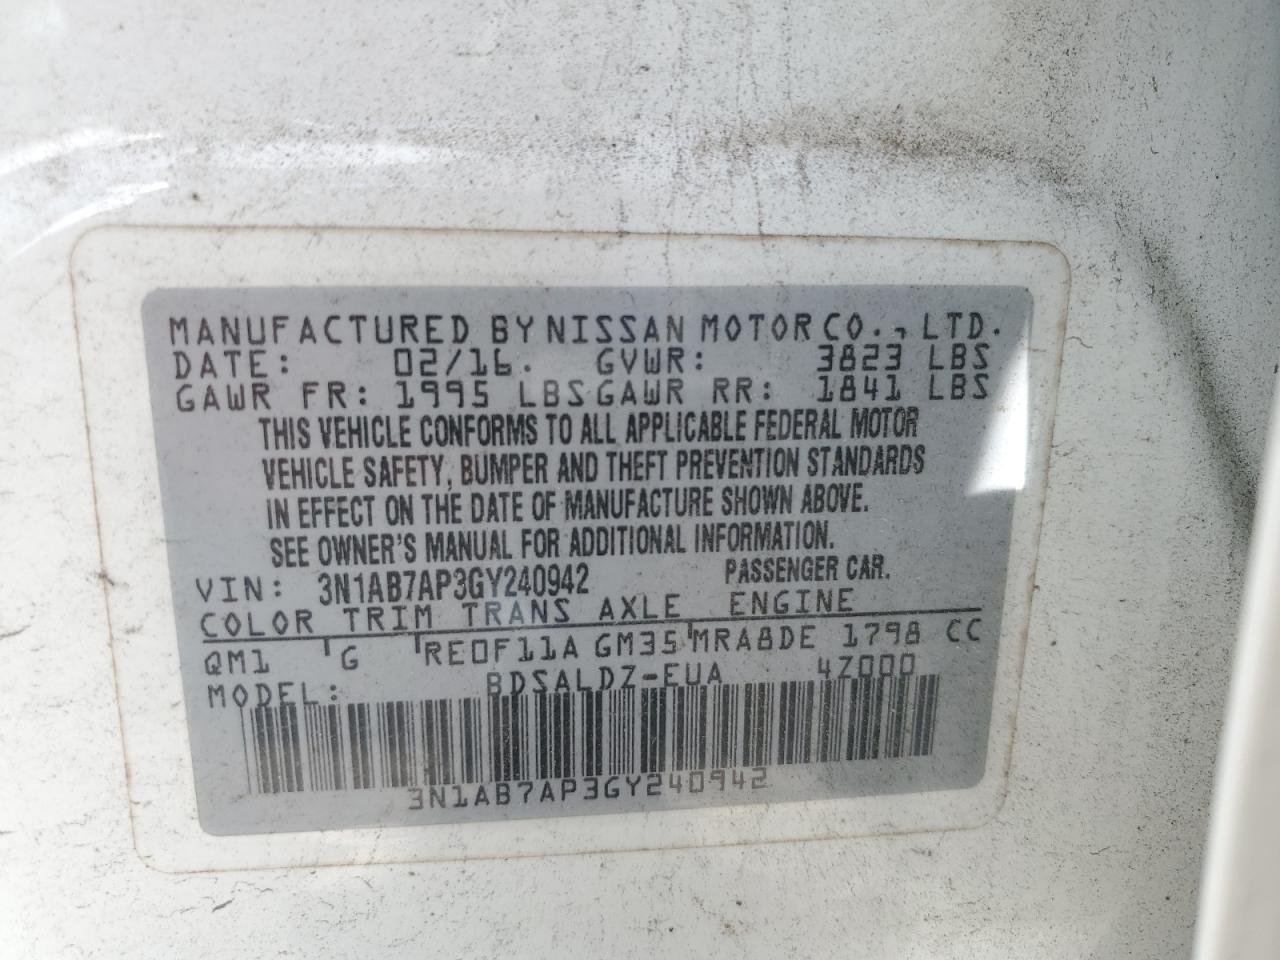 MANUFACTURED BY NISSAN MOTOR CO., LTD.
DATE: 02/16. GVWR: 3823 LBS
GAWR FR: 1995 LBS GAWR RR: 1841 LBS
THIS VEHICLE CONFORMS TO ALL APPLICABLE FEDERAL MOTOR
VEHICLE SAFETY, BUMPER AND THEFT PREVENTION STANDARDS
IN EFFECT ON THE DATE OF MANUFACTURE SHOWN ABOVE.
SEE OWNER'S MANUAL FOR ADDITIONAL INFORMATION.
VIN: 3N1AB7AP3GY240942 PASSENGER CAR.
COLOR TRIM TRANS AXLE ENGINE
QM1 G RE0F11A GM35 MRA8DE 1798 CC
MODEL: BDSALDZ-EUA 4Z000
3N1AB7AP3GY240942